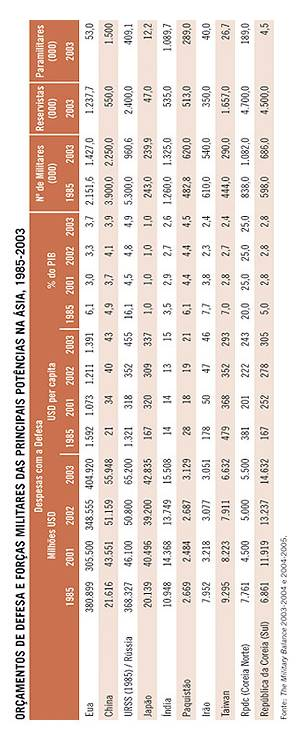 ORÇAMENTOS DE DEFESA E FORÇAS MILITARES DAS PRINCIPAIS POTÊNCIAS NA ÁSIA, 1985-2003
Despesas com a Defesa Nº de Militares (000) Reservistas (000) Paramilitares (000)
Milhões USD USD per capita % do PIB
1985 2001 2002 2003 1985 2001 2002 2003 1985 2001 2002 2003 1985 2003 2003 2003
Eua 380.899 305.500 348.555 404.920 1.592 1.073 1.211 1.391 6,1 3,0 3,3 3,7 2.151,6 1.427,0 1.237,7 53,0
China 21.616 43.551 51.159 55.948 21 34 40 43 4,9 3,7 4,1 3,9 3.900,0 2.250,0 550,0 1.500
URSS (1985) / Rússia 368.327 46.100 50.800 65.200 1.321 318 352 455 16,1 4,5 4,8 4,9 5.300,0 960,6 2.400,0 409,1
Japão 20.139 40.496 39.200 42.835 167 320 309 337 1,0 1,0 1,0 1,0 243,0 239,9 47,0 12,2
Índia 10.948 14.368 13.749 15.508 14 14 13 15 3,5 2,9 2,7 2,6 1.260,0 1.325,0 535,0 1.089,7
Paquistão 2.669 2.484 2.687 3.129 28 18 19 21 6,1 4,4 4,4 4,5 482,8 620,0 513,0 289,0
Irão 7.952 3.218 3.077 3.051 178 50 47 46 7,7 3,8 2,3 2,4 610,0 540,0 350,0 40,0
Taiwan 9.295 8.223 7.911 6.632 479 368 352 293 7,0 2,8 2,7 2,4 444,0 290,0 1.657,0 26,7
Rpdc (Coreia Norte) 7.761 4.500 5.000 5.500 381 201 222 243 20,0 25,0 25,0 25,0 838,0 1.082,0 4.700,0 189,0
República da Coreia (Sul) 6.861 11.919 13.237 14.632 167 252 278 305 5,0 2,8 2,8 2,8 598,0 686,0 4.500,0 4,5
Fonte: The Military Balance 2003-2004 e 2004-2005.